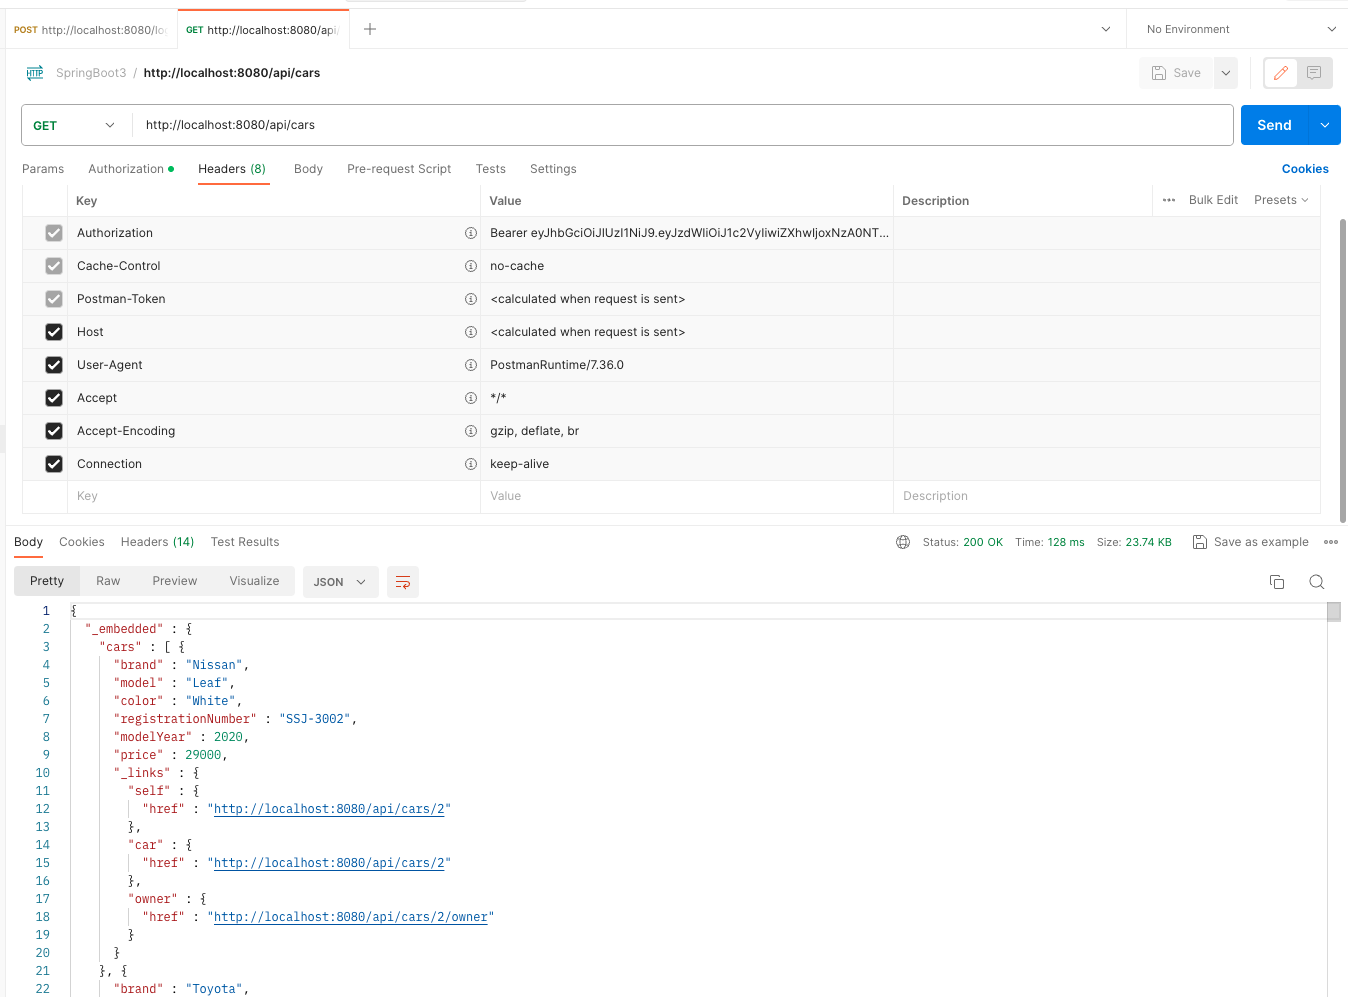 POST http://localhost:8080/lo
GET http://localhost:8080/api/
No Environment
HTTP SpringBoot3 / http://localhost:8080/api/cars
Save
GET http://localhost:8080/api/cars
Send
Params Authorization Headers (8) Body Pre-request Script Tests Settings Cookies
Key Value Description Bulk Edit Presets
Authorization Bearer eyJhbGciOiJIUzI1NiJ9.eyJzdWIiOiJ1c2VyIiwiZXhwIjoxNzA0NT...
Cache-Control no-cache
Postman-Token <calculated when request is sent>
Host <calculated when request is sent>
User-Agent PostmanRuntime/7.36.0
Accept */*
Accept-Encoding gzip, deflate, br
Connection keep-alive
Key Value Description
Body Cookies Headers (14) Test Results Status: 200 OK Time: 128 ms Size: 23.74 KB Save as example
Pretty Raw Preview Visualize JSON
1 {
2 "_embedded" : {
3 "cars" : [ {
4 "brand" : "Nissan",
5 "model" : "Leaf",
6 "color" : "White",
7 "registrationNumber" : "SSJ-3002",
8 "modelYear" : 2020,
9 "price" : 29000,
10 "_links" : {
11 "self" : {
12 "href" : "http://localhost:8080/api/cars/2"
13 },
14 "car" : {
15 "href" : "http://localhost:8080/api/cars/2"
16 },
17 "owner" : {
18 "href" : "http://localhost:8080/api/cars/2/owner"
19 }
20 }
21 }, {
22 "brand" : "Toyota",